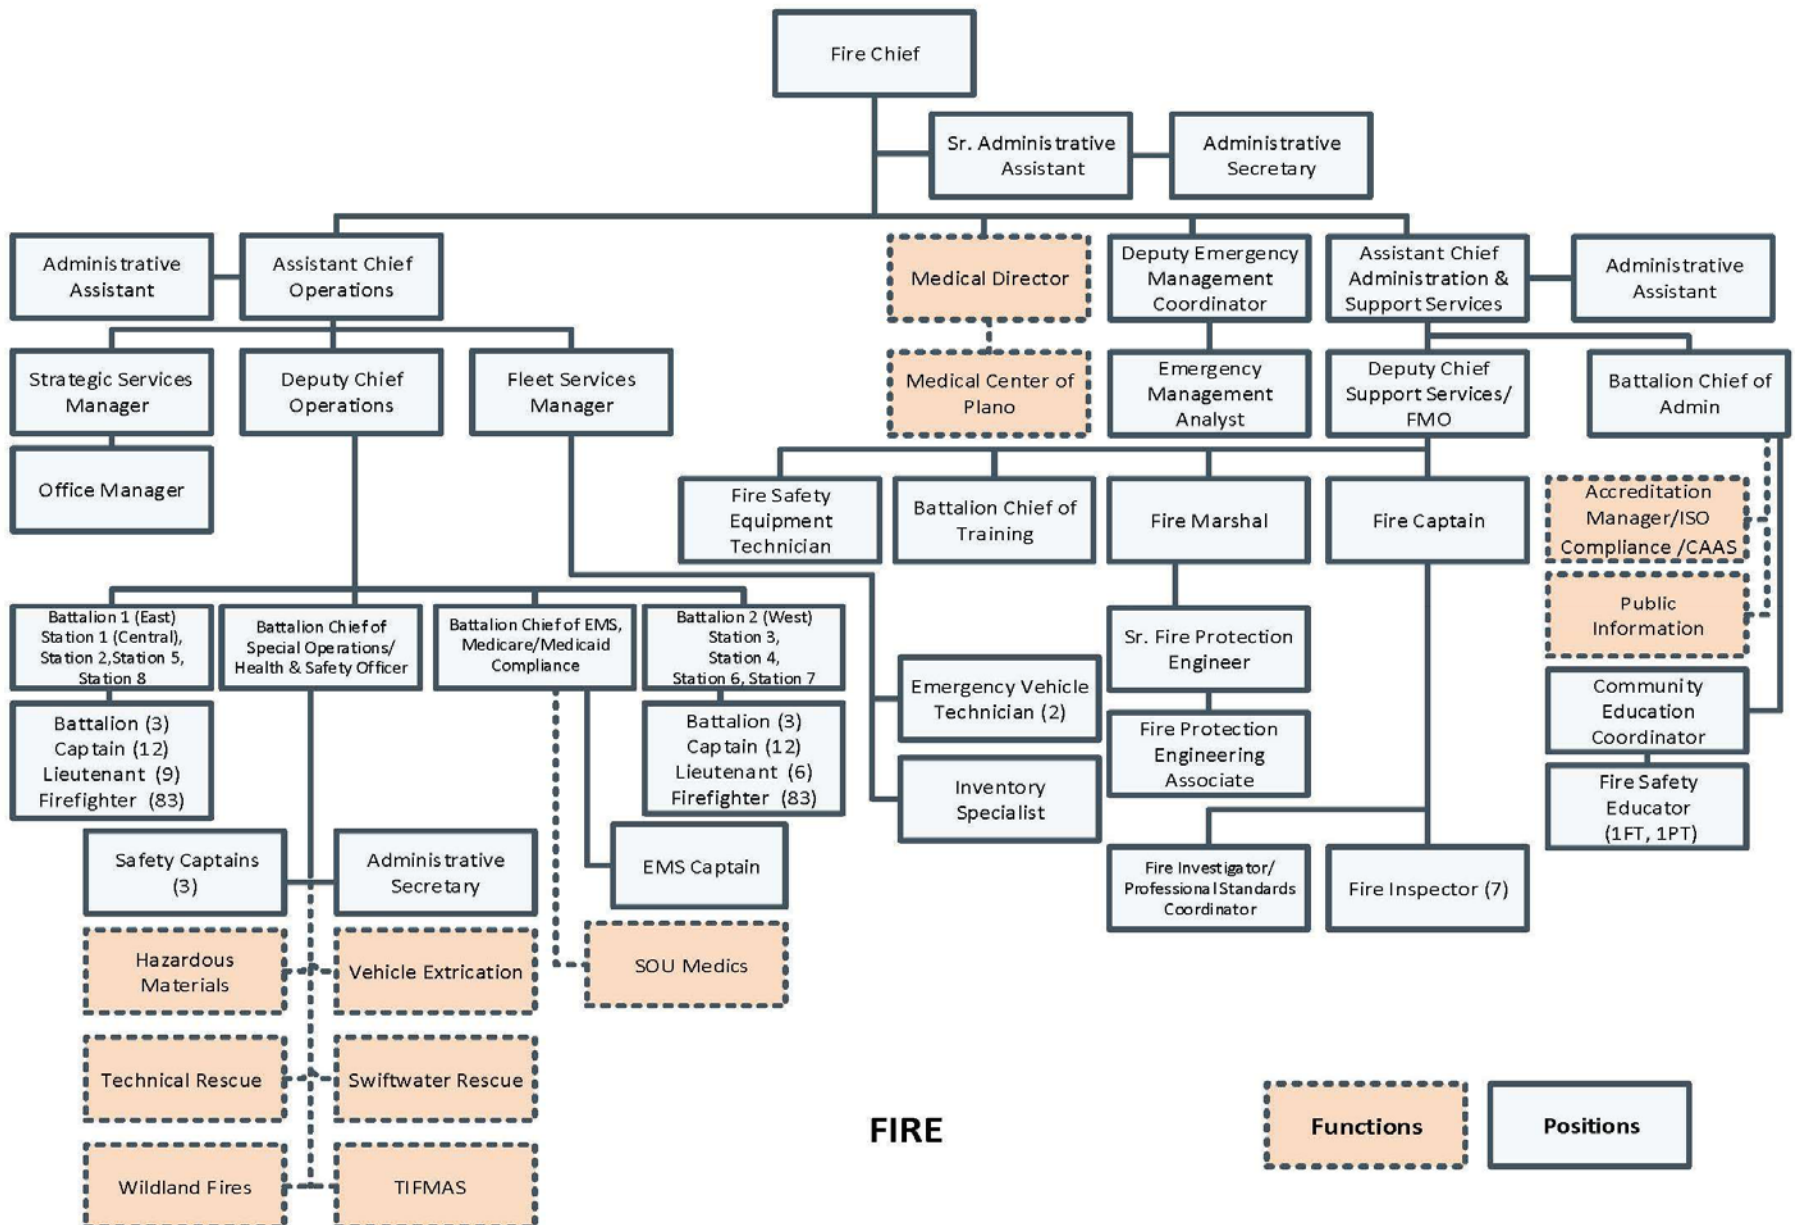 Fire Chief
Sr. Administrative
Assistant
Administrative
Secretary
Administrative
Assistant
Assistant Chief
Operations
Medical Director
Deputy Emergency
Management
Coordinator
Assistant Chief
Administration &
Support Services
Administrative
Assistant
Strategic Services
Manager
Deputy Chief
Operations
Fleet Services
Manager
Medical Center of
Plano
Emergency
Management
Analyst
Deputy Chief
Support Services/
FMO
Battalion Chief of
Admin
Office Manager
Fire Safety
Equipment
Technician
Battalion Chief of
Training
Fire Marshal
Fire Captain
Accreditation
Manager/ISO
Compliance /CAAS
Public
Information
Battalion 1 (East)
Station 1 (Central),
Station 2,Station 5,
Station 8
Battalion Chief of
Special Operations/
Health & Safety Officer
Battalion Chief of EMS,
Medicare/Medicaid
Compliance
Battalion 2 (West)
Station 3,
Station 4,
Station 6, Station 7
Sr. Fire Protection
Engineer
Emergency Vehicle
Technician (2)
Community
Education
Coordinator
Battalion (3)
Captain (12)
Lieutenant (9)
Firefighter (83)
Battalion (3)
Captain (12)
Lieutenant (6)
Firefighter (83)
Fire Protection
Engineering
Associate
Inventory
Specialist
Fire Safety
Educator
(1FT, 1PT)
Safety Captains
(3)
Administrative
Secretary
EMS Captain
Fire Investigator/
Professional Standards
Coordinator
Fire Inspector (7)
Hazardous
Materials
Vehicle Extrication
SOU Medics
Technical Rescue
Swiftwater Rescue
Wildland Fires
TIFMAS
FIRE
Functions
Positions